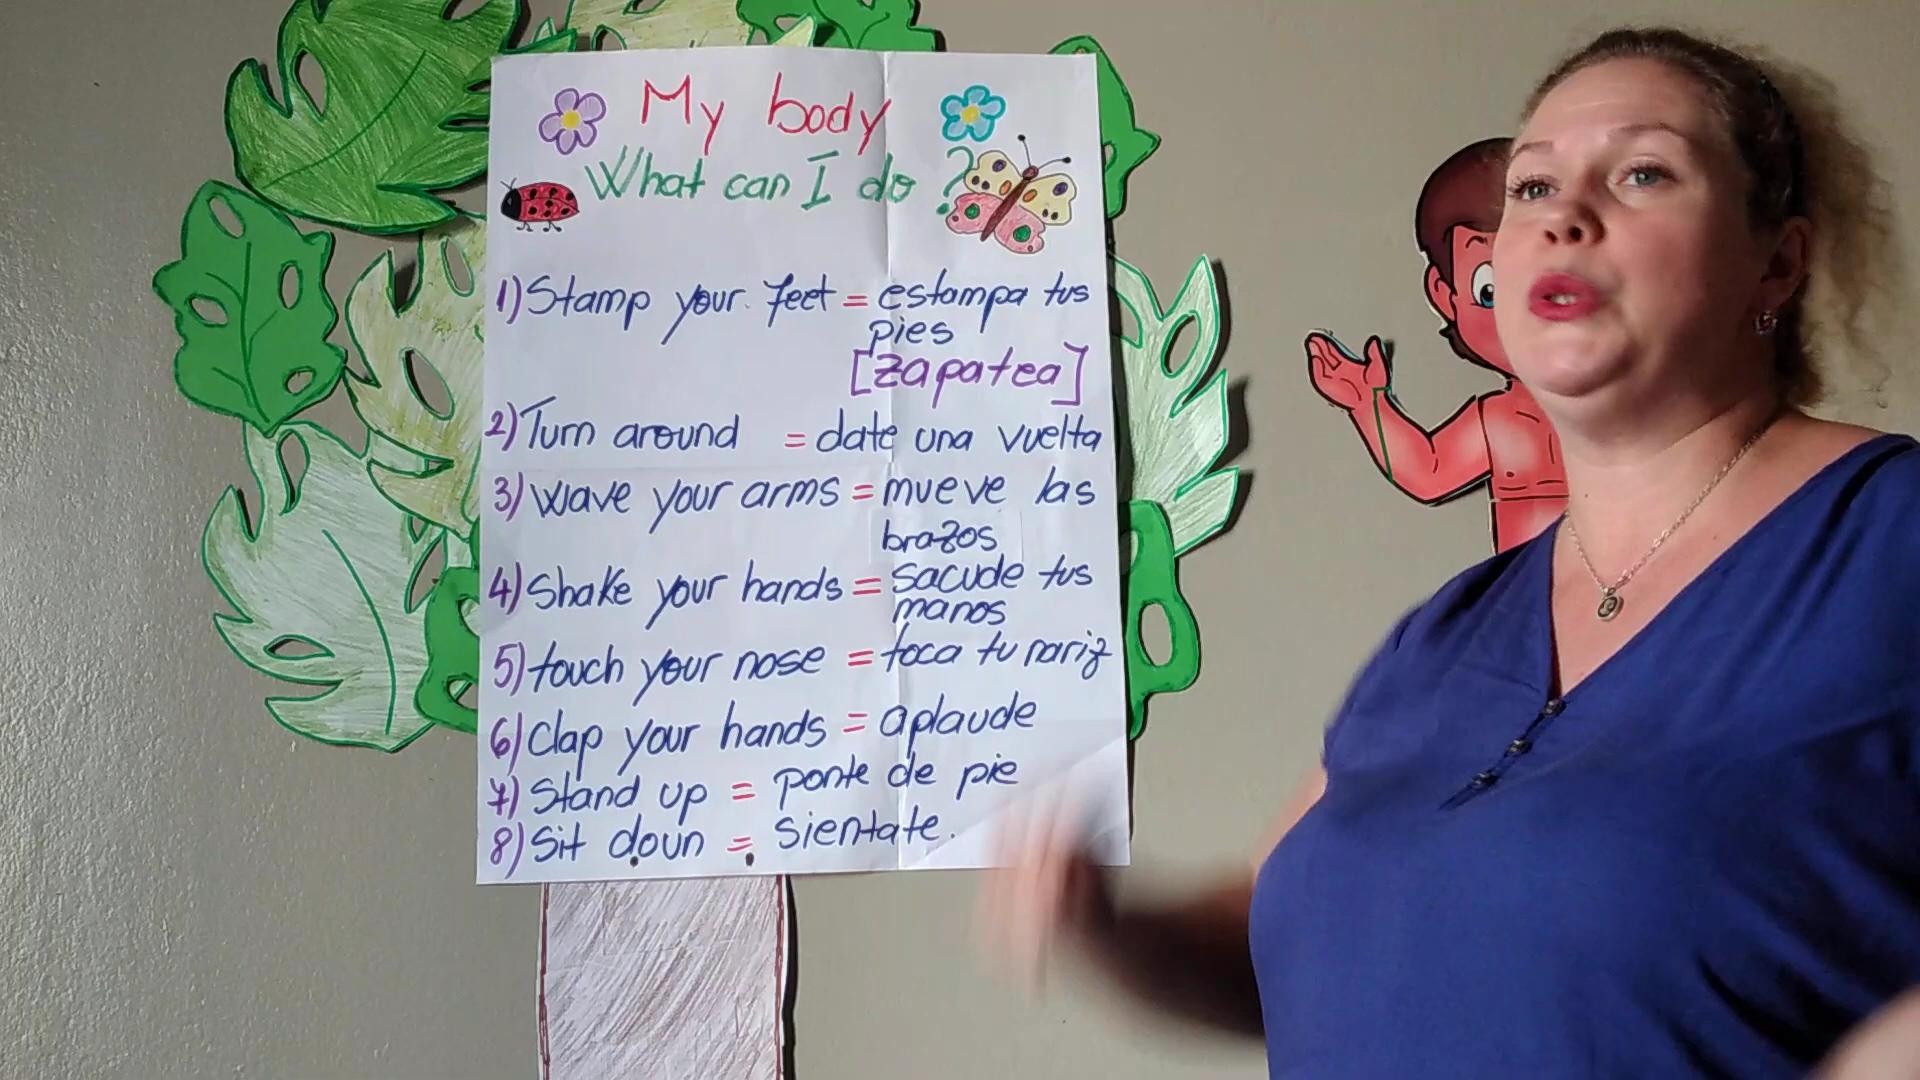 My body
What can I do?
1) Stamp your feet = estampa tus
pies
[zapatea]
2) Turn around = date una vuelta
3) wave your arms = mueve las
brazos
4) Shake your hands = sacude tus
manos
5) touch your nose = toca tu nariz
6) Clap your hands = aplaude
7) Stand up = ponte de pie
8) Sit doun = Sientate.